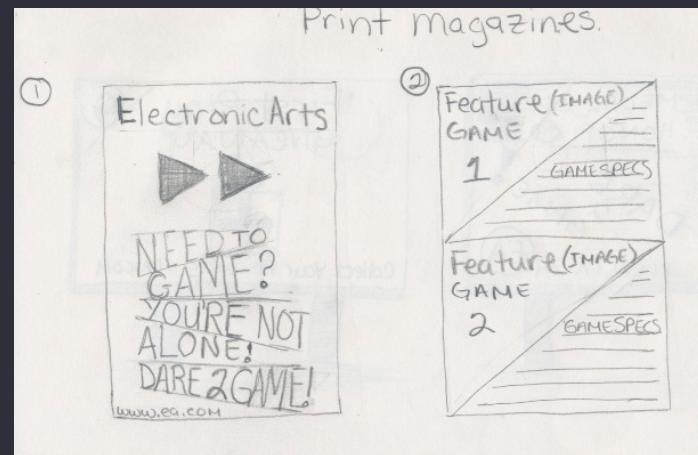 Print magazines.
①
Electronic Arts
NEED TO
GAME?
YOU'RE NOT
ALONE!
DARE 2 GAME!
www.ea.com
②
Feature (IMAGE)
GAME
1
GAMESPECS
Feature (IMAGE)
GAME
2
GAMESPECS